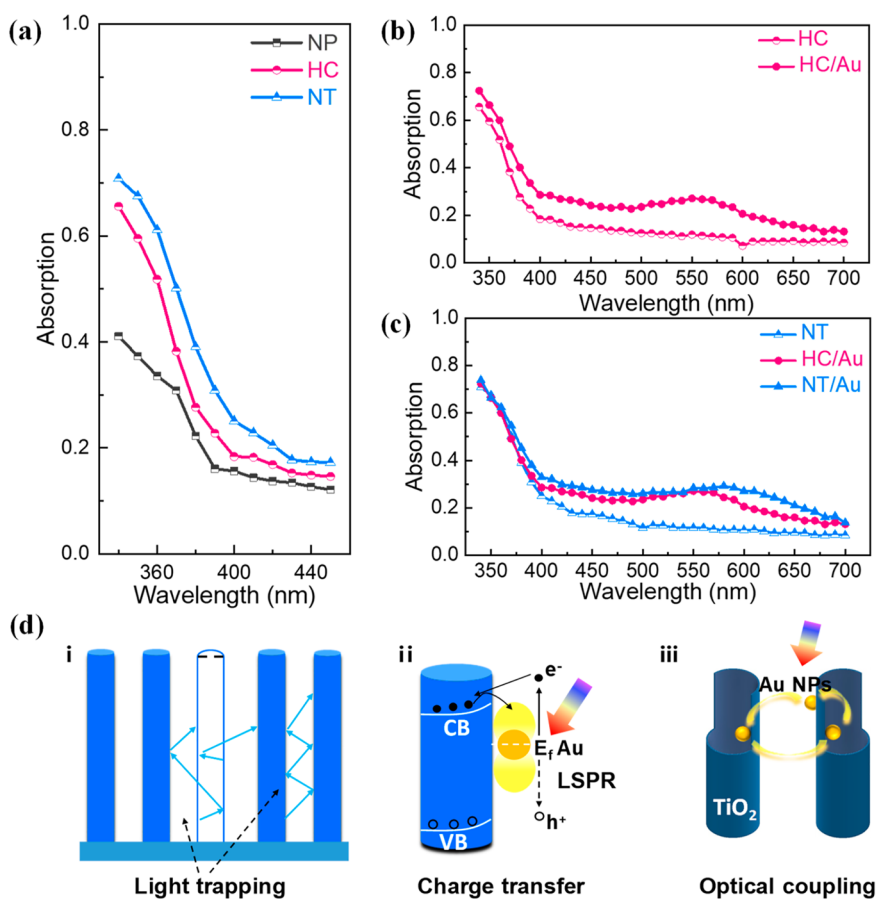 (a)
1.0
0.8
0.6
0.4
0.2
0.0
Absorption
360
400
440
Wavelength (nm)
NP
HC
NT
(b)
1.0
0.8
0.6
0.4
0.2
0.0
Absorption
350
400
450
500
550
600
650
700
Wavelength (nm)
HC
HC/Au
(c)
1.0
0.8
0.6
0.4
0.2
0.0
Absorption
350
400
450
500
550
600
650
700
Wavelength (nm)
NT
HC/Au
NT/Au
(d)
i
Light trapping
ii
e-
CB
Ef Au
LSPR
h+
VB
Charge transfer
iii
Au NPs
TiO2
Optical coupling